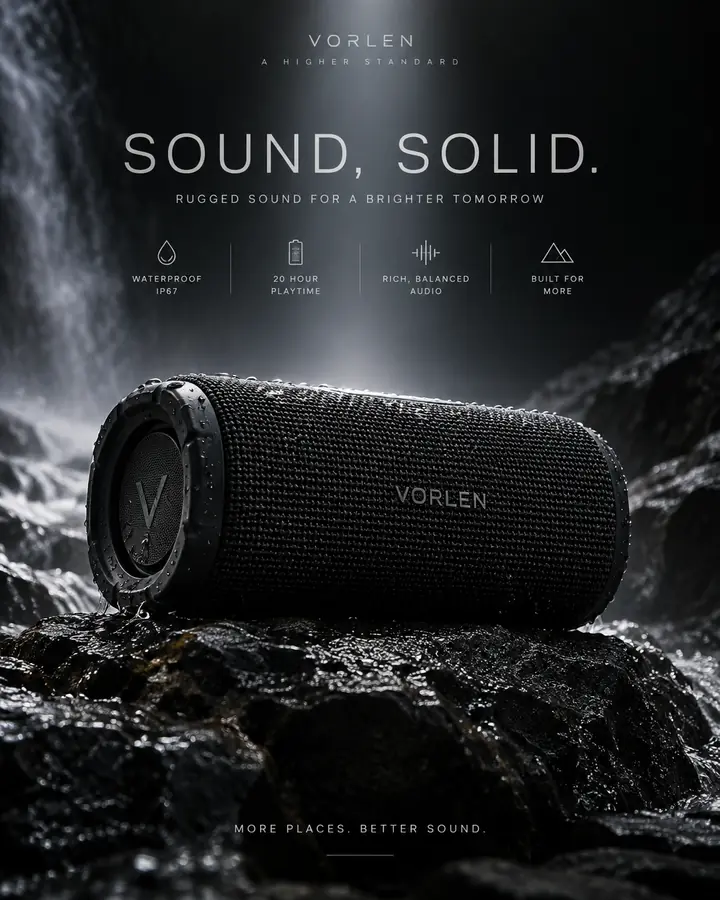 VORLEN
A HIGHER STANDARD
SOUND, SOLID.
RUGGED SOUND FOR A BRIGHTER TOMORROW
WATERPROOF
IP67
20 HOUR
PLAYTIME
RICH, BALANCED
AUDIO
BUILT FOR
MORE
V
VORLEN
MORE PLACES. BETTER SOUND.